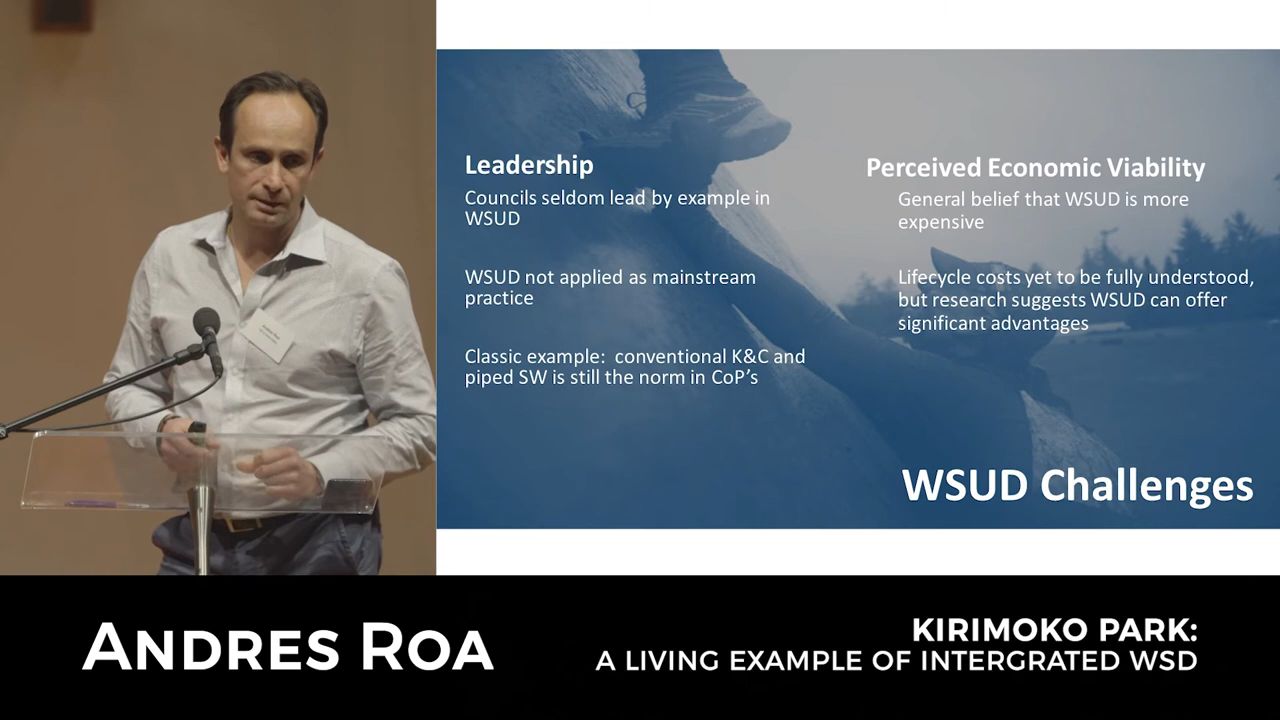 Leadership
Councils seldom lead by example in
WSUD
WSUD not applied as mainstream
practice
Classic example:  conventional K&C and
piped SW is still the norm in CoP’s
Perceived Economic Viability
General belief that WSUD is more
expensive
Lifecycle costs yet to be fully understood,
but research suggests WSUD can offer
significant advantages
WSUD Challenges
ANDRES ROA
KIRIMOKO PARK:
A LIVING EXAMPLE OF INTERGRATED WSD